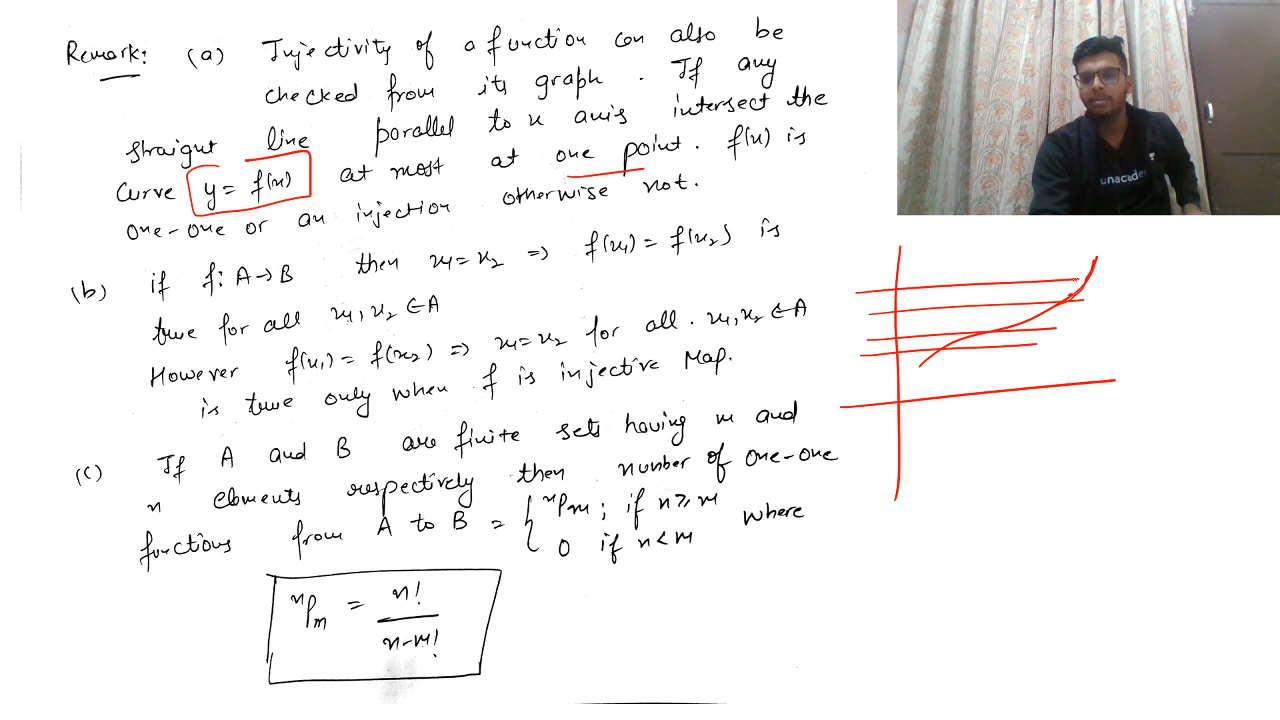 Remark: (a) Injectivity of a function can also be
checked from its graph. If any
straight line parallel to x axis intersect the
curve y = f(x) at most at one point. f(x) is
one-one or an injection otherwise not.
(b) if f: A→B then x₁=x₂ => f(x₁) = f(x₂) is
true for all x₁, x₂ ∈ A
However f(x₁) = f(x₂) => x₁=x₂ for all. x₁, x₂ ∈ A
is true only when f is injective Map.
(c) If A and B are finite sets having m and
n elements respectively then number of one-one
functions from A to B = { ⁿPₘ ; if n ≥ m where
0 if n < m
ⁿPₘ = n!
n-m!
unacade